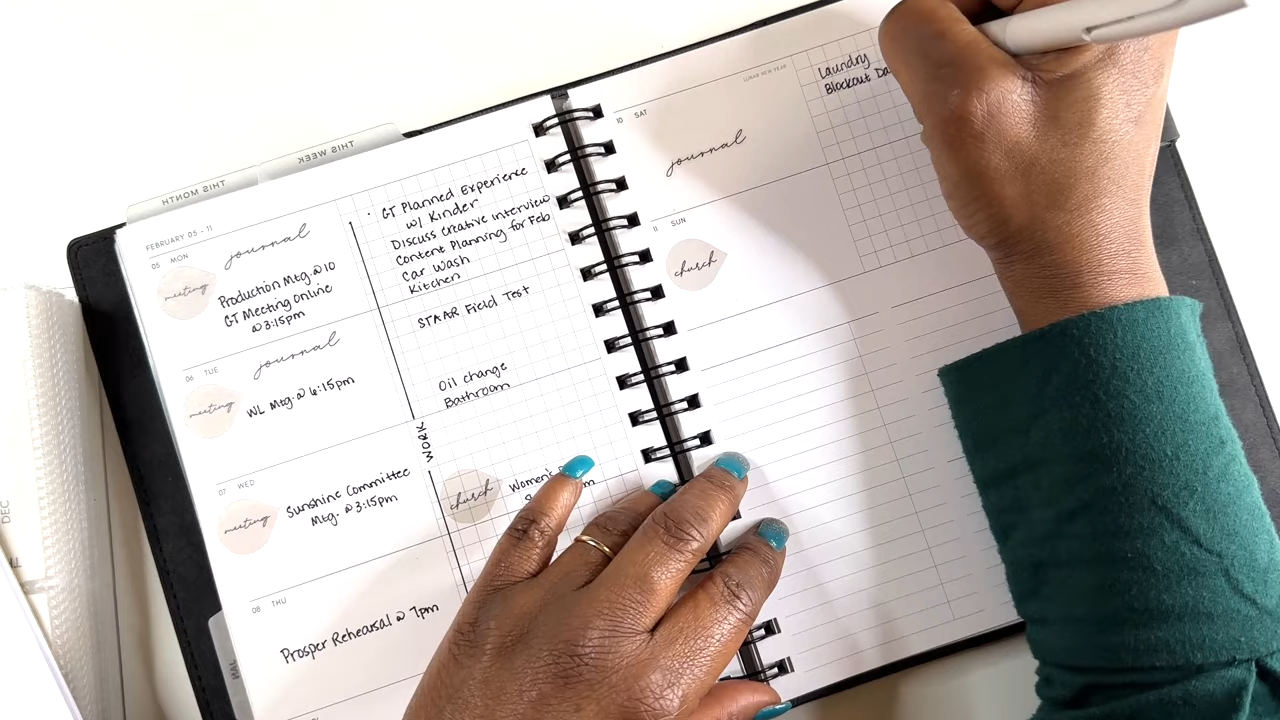 THIS MONTH
THIS WEEK
FEBRUARY 05 - 11
05 MON
journal
meeting
Production Mtg. @ 10
GT Meeting online
@ 3:15pm
GT Planned Experience
w/ Kinder
Discuss Creative Interview
Content Planning for Feb
Car Wash
Kitchen
06 TUE
journal
meeting
WL Mtg @ 6:15pm
STAAR Field Test
Oil change
Bathroom
WORK
07 WED
meeting
Sunshine Committee
Mtg. @ 3:15pm
church
Women's
08 THU
Prosper Rehearsal @ 7pm
10 SAT
LUNAR NEW YEAR
journal
Laundry
Blockout
11 SUN
church
DEC
JAN